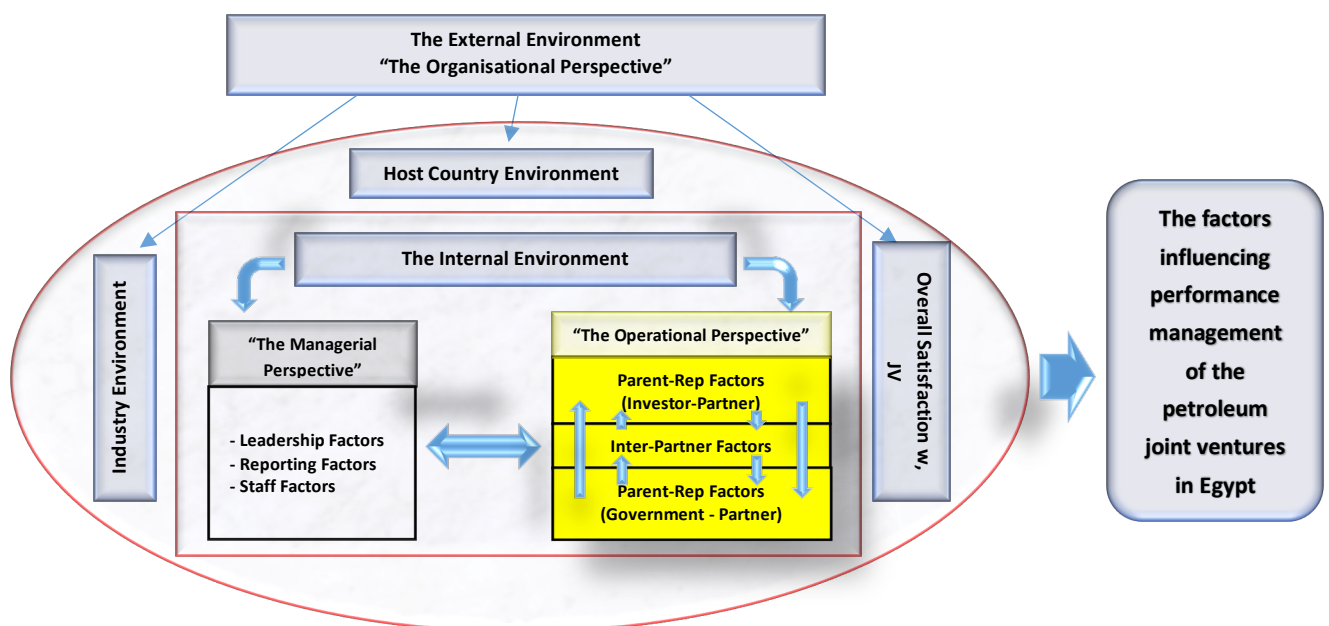 The External Environment
“The Organisational Perspective”
Host Country Environment
Industry Environment
The Internal Environment
“The Managerial
Perspective”
- Leadership Factors
- Reporting Factors
- Staff Factors
“The Operational Perspective”
Parent-Rep Factors
(Investor-Partner)
Inter-Partner Factors
Parent-Rep Factors
(Government - Partner)
Overall Satisfaction w,
JV
The factors
influencing
performance
management
of the
petroleum
joint ventures
in Egypt